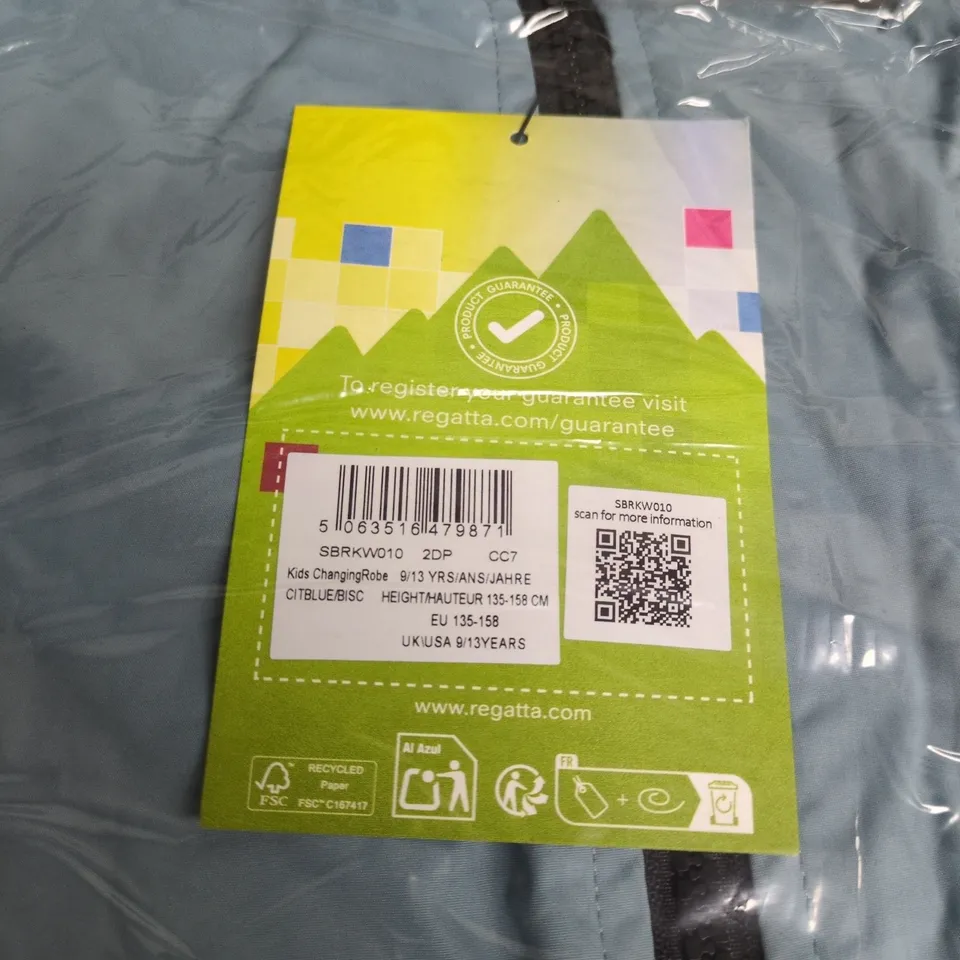 PRODUCT GUARANTEE • PRODUCT GUARANTEE •
To register your guarantee visit
www.regatta.com/guarantee
5 063516 479871
SBRKW010 2DP CC7
Kids ChangingRobe 9/13 YRS/ANS/JAHRE
CITBLUE/BISC HEIGHT/HAUTEUR 135-158 CM
EU 135-158
UK\USA 9/13YEARS
SBRKW010
scan for more information
www.regatta.com
FSC™
RECYCLED
Paper
FSC™ C167417
Al Azul
FR
+